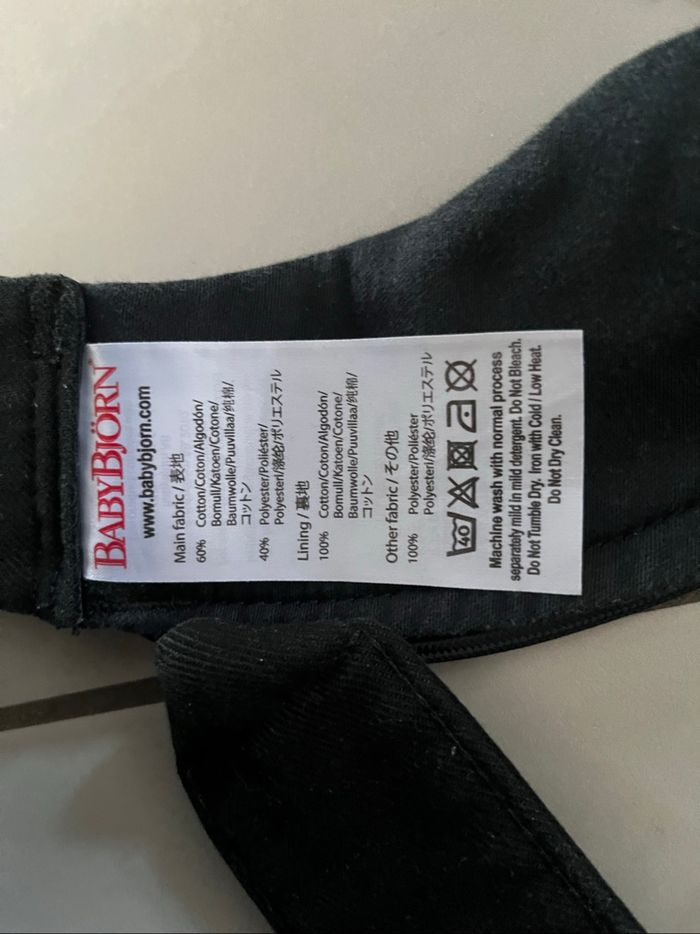 BABYBJÖRN
www.babybjorn.com
Main fabric / 表地
60% Cotton/Coton/Algodón/
Bomull/Katoen/Cotone/
Baumwolle/Puuvillaa/纯棉/
コットン
40% Polyester/Poliéster/
Polyesteri/涤纶/ポリエステル
Lining / 裏地
100% Cotton/Coton/Algodón/
Bomull/Katoen/Cotone/
Baumwolle/Puuvillaa/纯棉/
コットン
Other fabric / その他
100% Polyester/Poliéster
Polyesteri/涤纶/ポリエステル
40
Machine wash with normal process
separately mild in mild detergent. Do Not Bleach.
Do Not Tumble Dry. Iron with Cold / Low Heat.
Do Not Dry Clean.